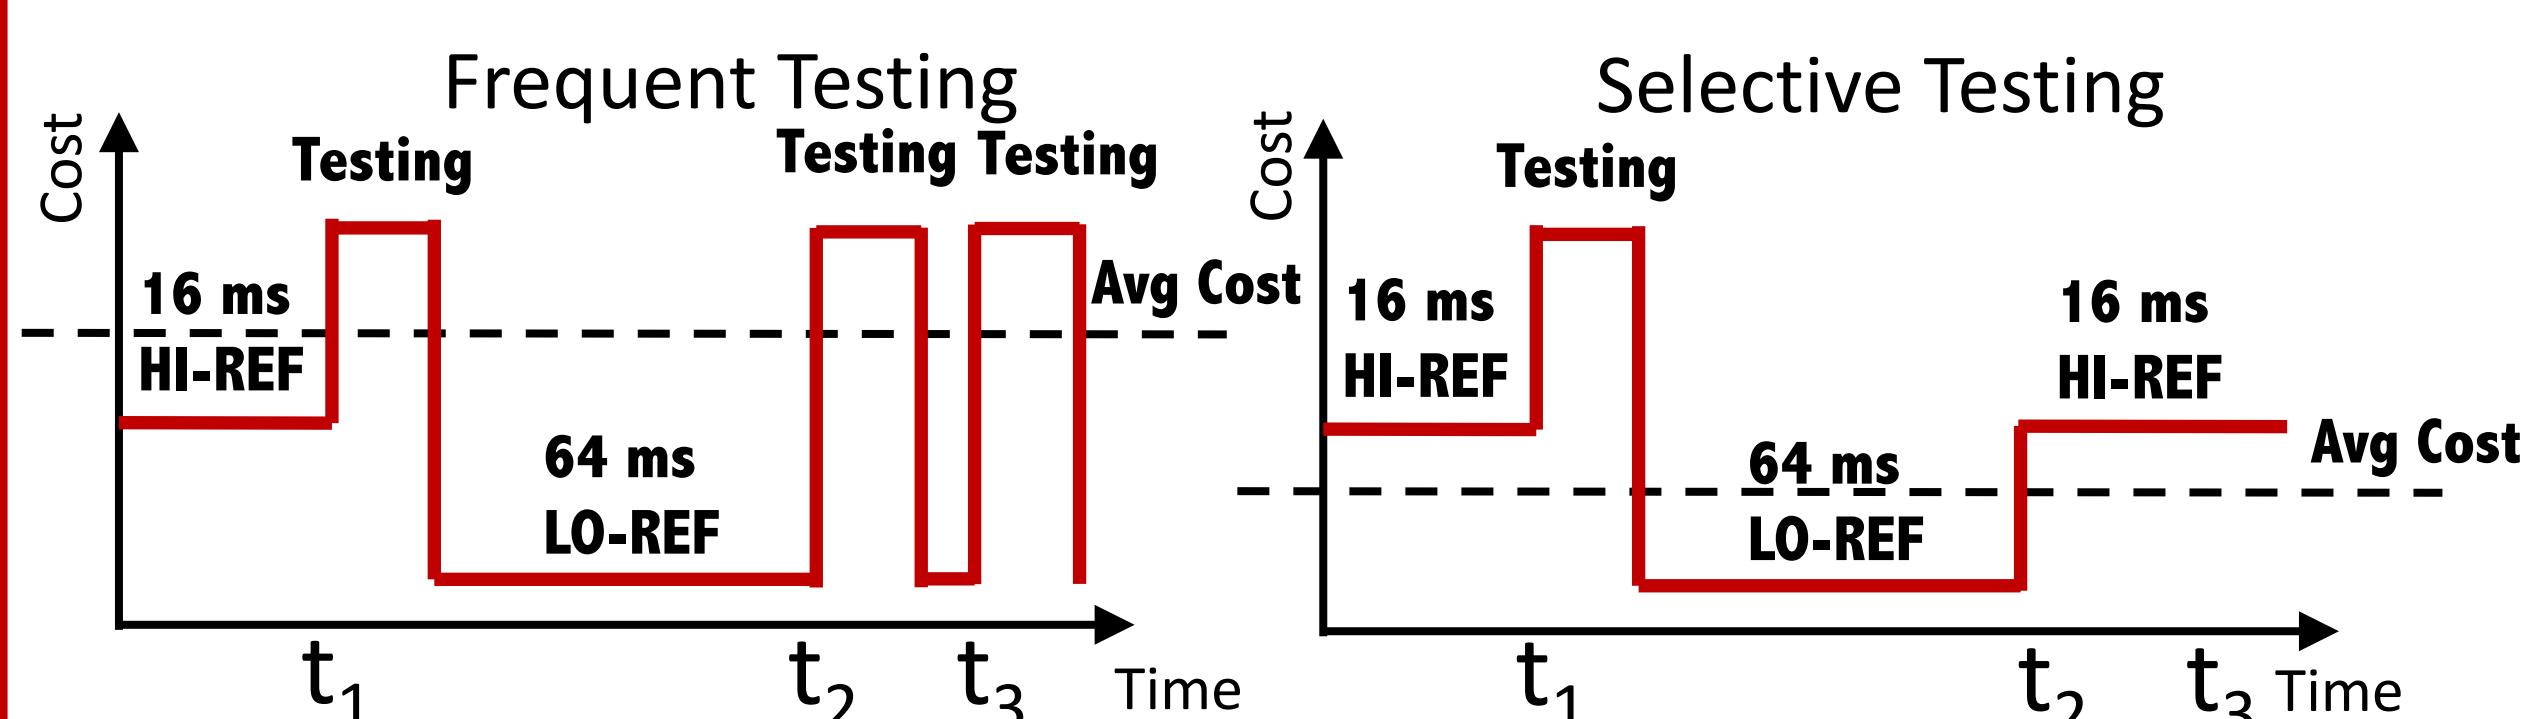 Frequent Testing
Cost
Testing
Testing
Testing
16 ms
HI-REF
Avg Cost
64 ms
LO-REF
t1
t2
t3
Time
Selective Testing
Cost
Testing
16 ms
HI-REF
16 ms
HI-REF
Avg Cost
64 ms
LO-REF
t1
t2
t3
Time